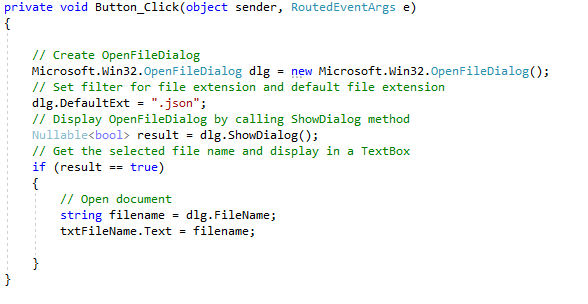 private void Button_Click(object sender, RoutedEventArgs e)
{
// Create OpenFileDialog
Microsoft.Win32.OpenFileDialog dlg = new Microsoft.Win32.OpenFileDialog();
// Set filter for file extension and default file extension
dlg.DefaultExt = ".json";
// Display OpenFileDialog by calling ShowDialog method
Nullable<bool> result = dlg.ShowDialog();
// Get the selected file name and display in a TextBox
if (result == true)
{
// Open document
string filename = dlg.FileName;
txtFileName.Text = filename;
}
}